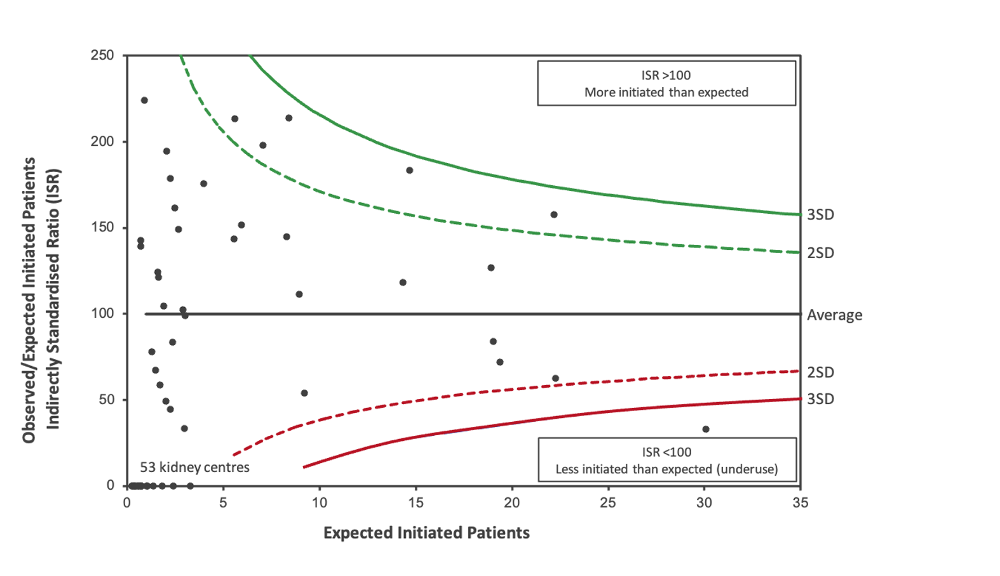 250
200
150
100
50
0
Observed/Expected Initiated Patients
Indirectly Standardised Ratio (ISR)
ISR >100
More initiated than expected
3SD
2SD
Average
2SD
3SD
ISR <100
Less initiated than expected (underuse)
53 kidney centres
0 5 10 15 20 25 30 35
Expected Initiated Patients